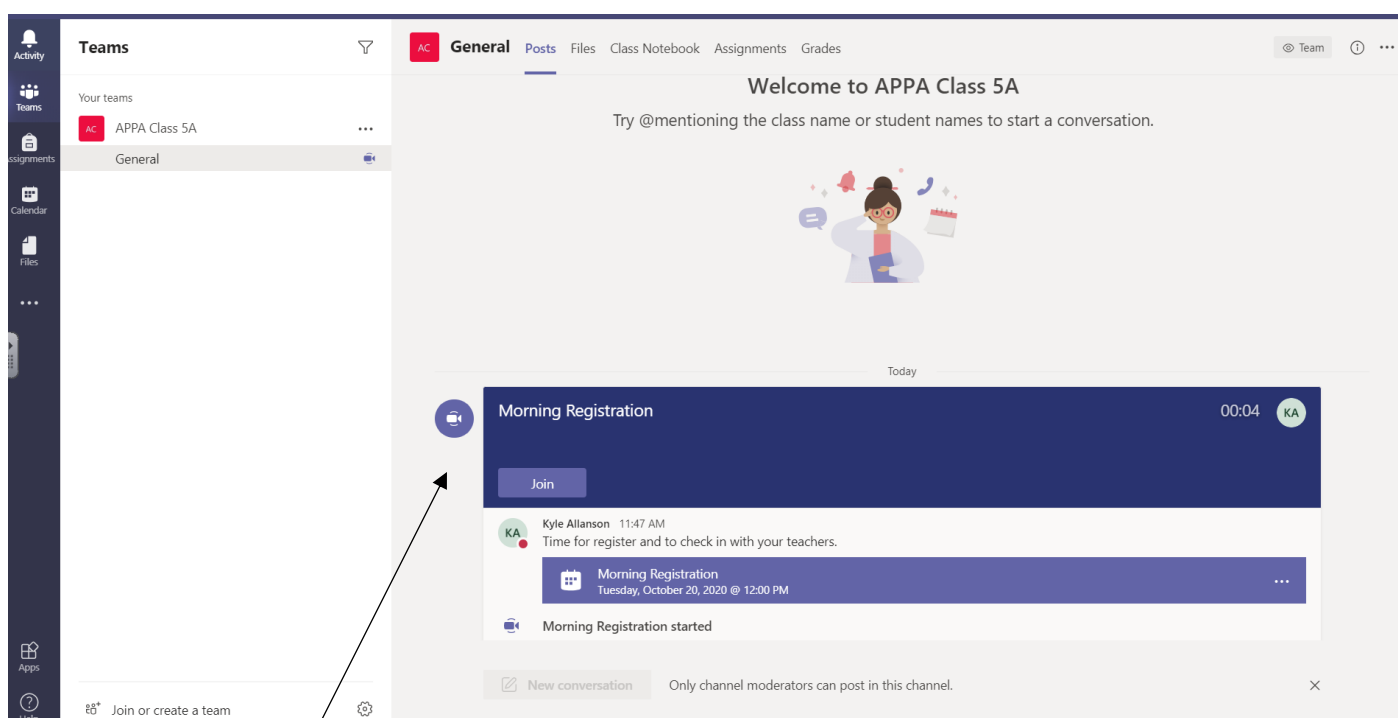 Activity
Teams
Assignments
Calendar
Files
Apps
Help
Teams
Your teams
AC APPA Class 5A
General
Join or create a team
AC General Posts Files Class Notebook Assignments Grades Team
Welcome to APPA Class 5A
Try @mentioning the class name or student names to start a conversation.
Today
Morning Registration 00:04 KA
Join
KA Kyle Allanson 11:47 AM
Time for register and to check in with your teachers.
Morning Registration
Tuesday, October 20, 2020 @ 12:00 PM
Morning Registration started
New conversation Only channel moderators can post in this channel.